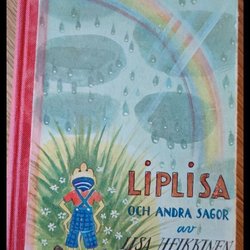 LIPLISA
OCH ANDRA SAGOR
av
LISA HEIKKINEN